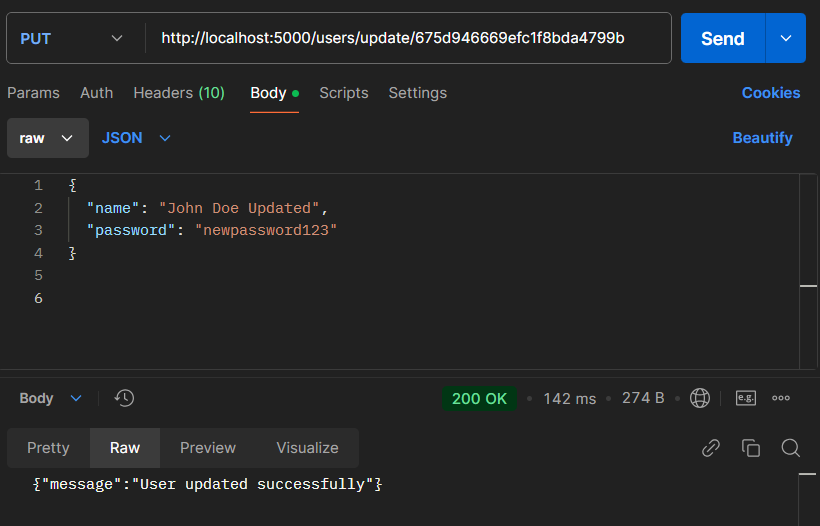 PUT http://localhost:5000/users/update/675d946669efc1f8bda4799b Send
Params Auth Headers (10) Body Scripts Settings Cookies
raw JSON Beautify
1 {
2 "name": "John Doe Updated",
3 "password": "newpassword123"
4 }
5
6
Body 200 OK 142 ms 274 B e.g.
Pretty Raw Preview Visualize
{"message":"User updated successfully"}